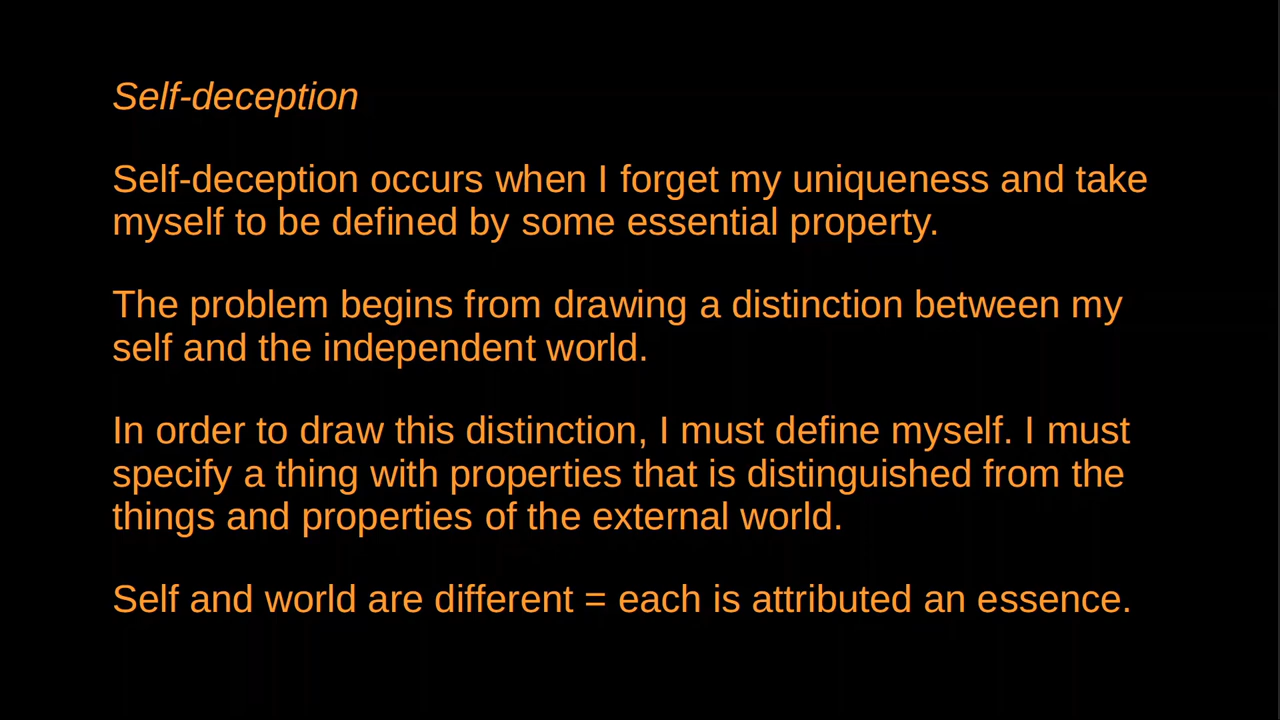 Self-deception
Self-deception occurs when I forget my uniqueness and take
myself to be defined by some essential property.
The problem begins from drawing a distinction between my
self and the independent world.
In order to draw this distinction, I must define myself. I must
specify a thing with properties that is distinguished from the
things and properties of the external world.
Self and world are different = each is attributed an essence.